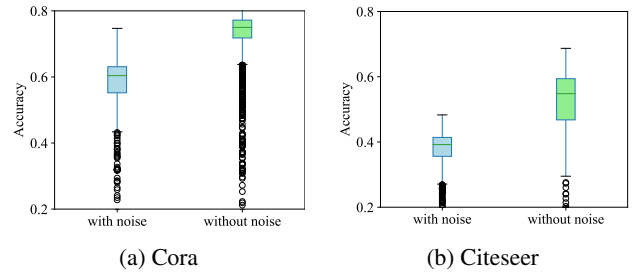 0.8
0.6
0.4
0.2
Accuracy
with noise without noise
(a) Cora
0.8
0.6
0.4
0.2
Accuracy
with noise without noise
(b) Citeseer